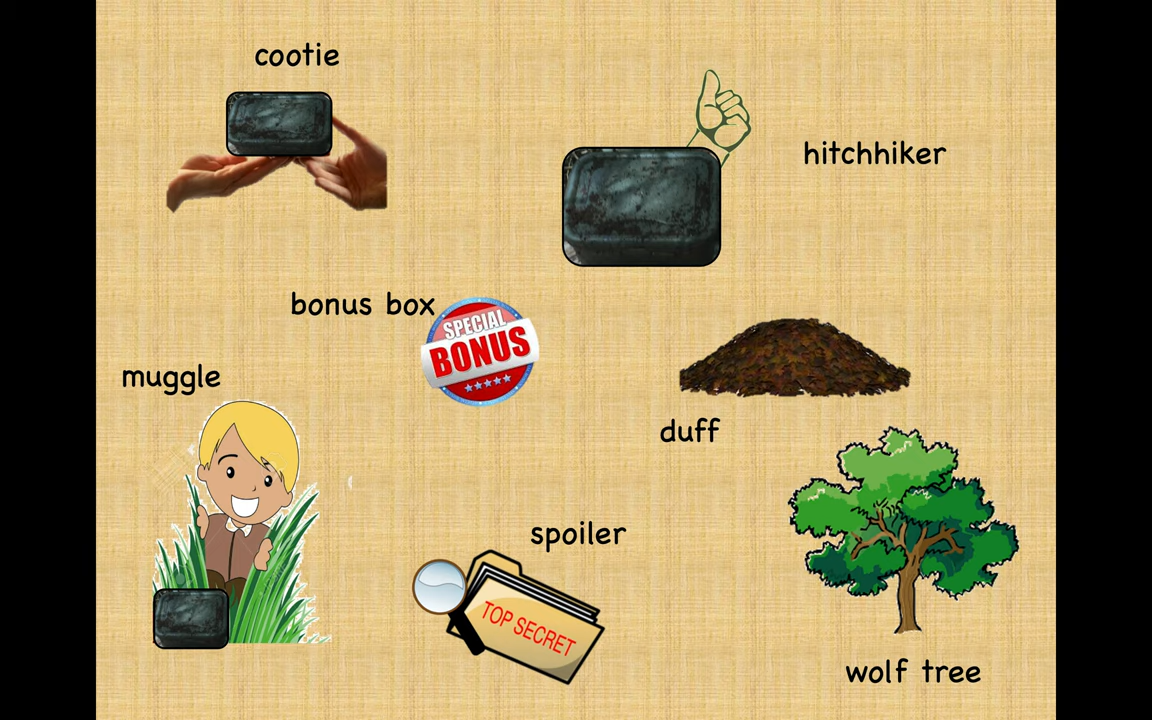 cootie
hitchhiker
bonus box
SPECIAL
BONUS
muggle
duff
spoiler
TOP SECRET
wolf tree